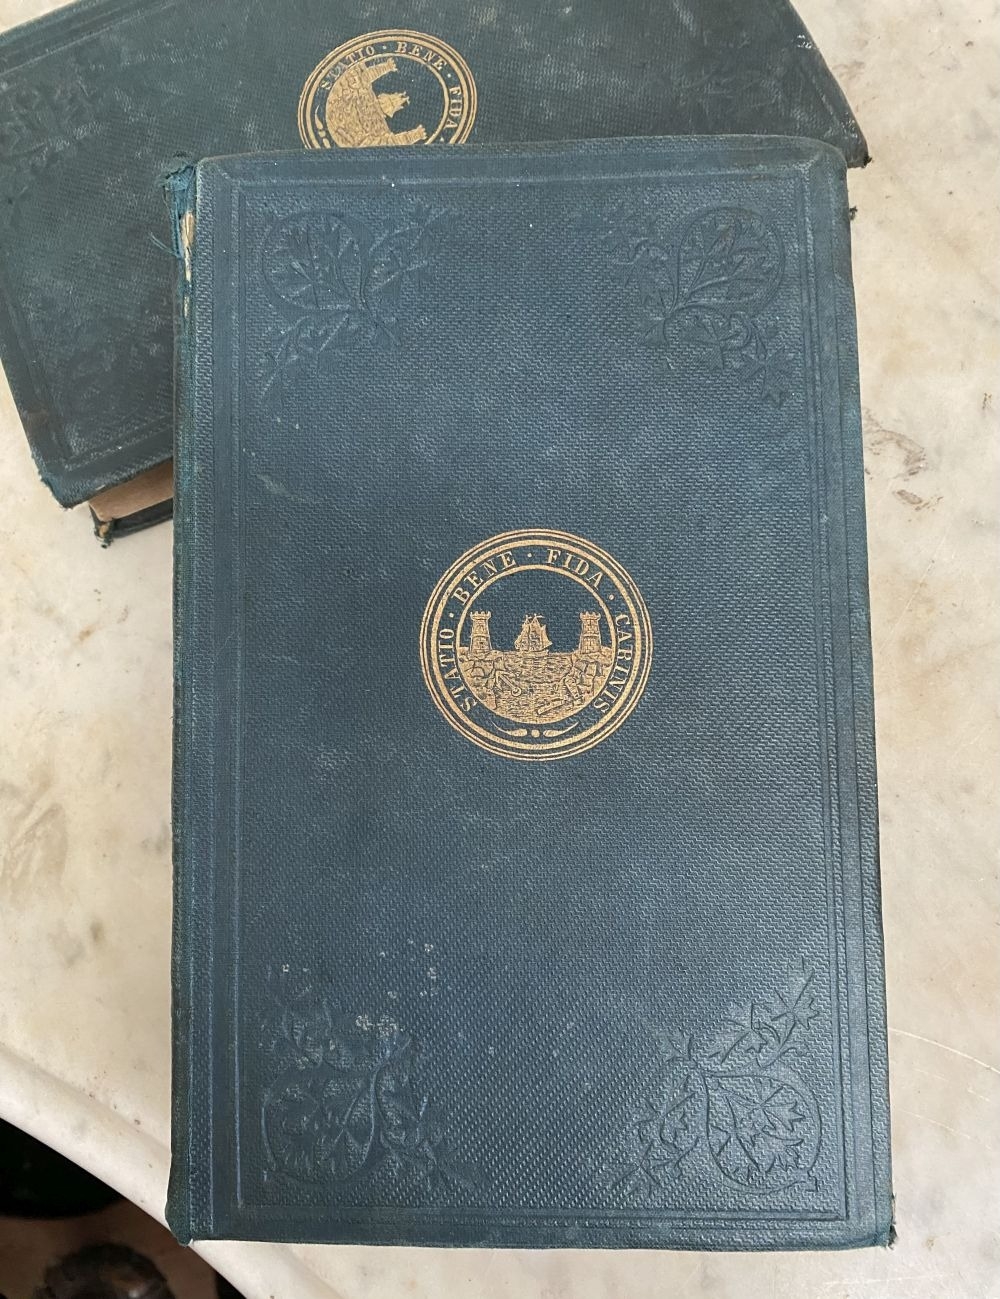 STATIO · BENE · FIDA ·
STATIO · BENE · FIDA · CARINIS